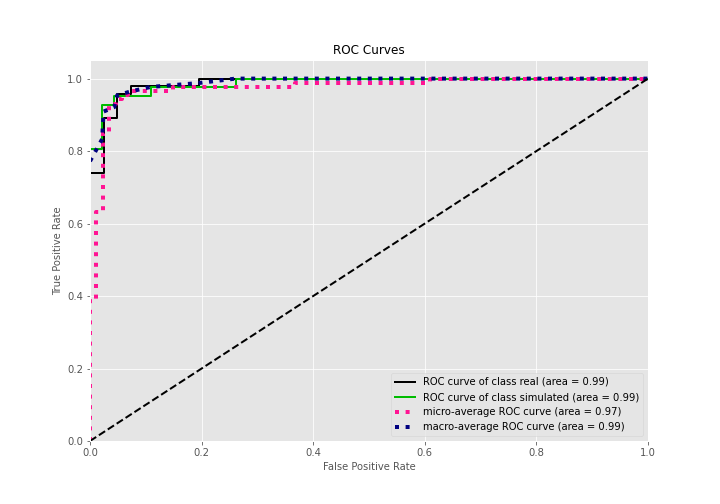 ROC Curves
True Positive Rate
1.0
0.8
0.6
0.4
0.2
0.0
0.0 0.2 0.4 0.6 0.8 1.0
False Positive Rate
ROC curve of class real (area = 0.99)
ROC curve of class simulated (area = 0.99)
micro-average ROC curve (area = 0.97)
macro-average ROC curve (area = 0.99)